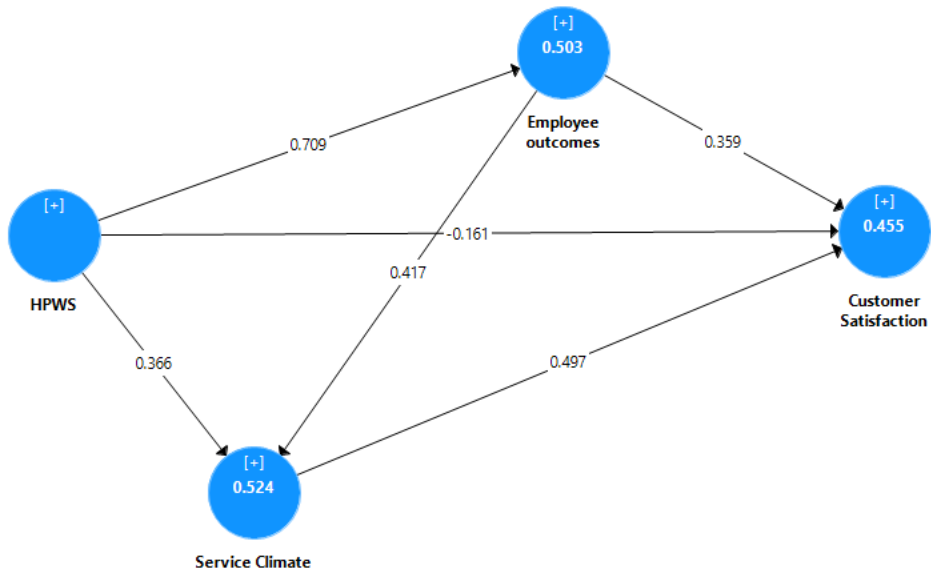 [+]
0.503
Employee
outcomes
0.709
0.359
[+]
[+]
0.455
-0.161
0.417
HPWS
Customer
Satisfaction
0.366
0.497
[+]
0.524
Service Climate